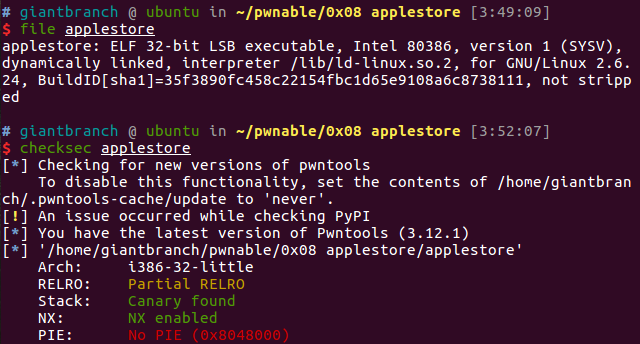 # giantbranch @ ubuntu in ~/pwnable/0x08 applestore [3:49:09]
$ file applestore
applestore: ELF 32-bit LSB executable, Intel 80386, version 1 (SYSV),
dynamically linked, interpreter /lib/ld-linux.so.2, for GNU/Linux 2.6.
24, BuildID[sha1]=35f3890fc458c22154fbc1d65e9108a6c8738111, not stripp
ed
# giantbranch @ ubuntu in ~/pwnable/0x08 applestore [3:52:07]
$ checksec applestore
[*] Checking for new versions of pwntools
    To disable this functionality, set the contents of /home/giantbran
ch/.pwntools-cache/update to 'never'.
[!] An issue occurred while checking PyPI
[*] You have the latest version of Pwntools (3.12.1)
[*] '/home/giantbranch/pwnable/0x08 applestore/applestore'
    Arch:     i386-32-little
    RELRO:    Partial RELRO
    Stack:    Canary found
    NX:       NX enabled
    PIE:      No PIE (0x8048000)